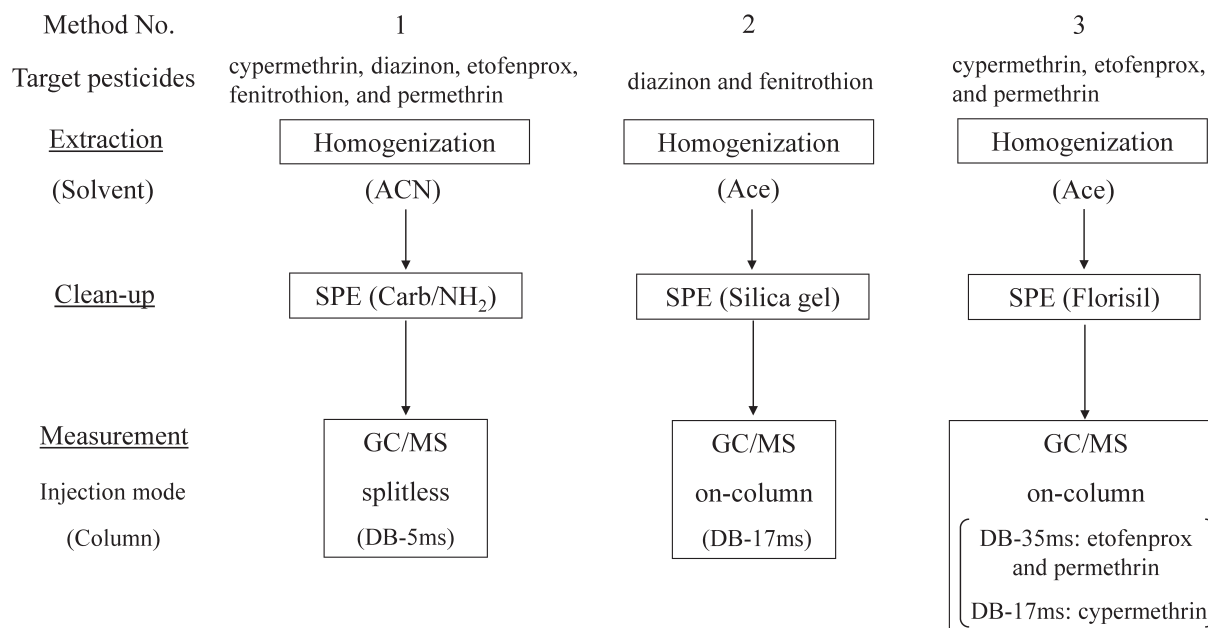 Method No. 1 2 3
Target pesticides
cypermethrin, diazinon, etofenprox,
fenitrothion, and permethrin
diazinon and fenitrothion
cypermethrin, etofenprox,
and permethrin
Extraction Homogenization Homogenization Homogenization
(Solvent) (ACN) (Ace) (Ace)
Clean-up SPE (Carb/NH₂) SPE (Silica gel) SPE (Florisil)
Measurement GC/MS GC/MS GC/MS
Injection mode splitless on-column on-column
(Column) (DB-5ms) (DB-17ms) DB-35ms: etofenprox
and permethrin
DB-17ms: cypermethrin